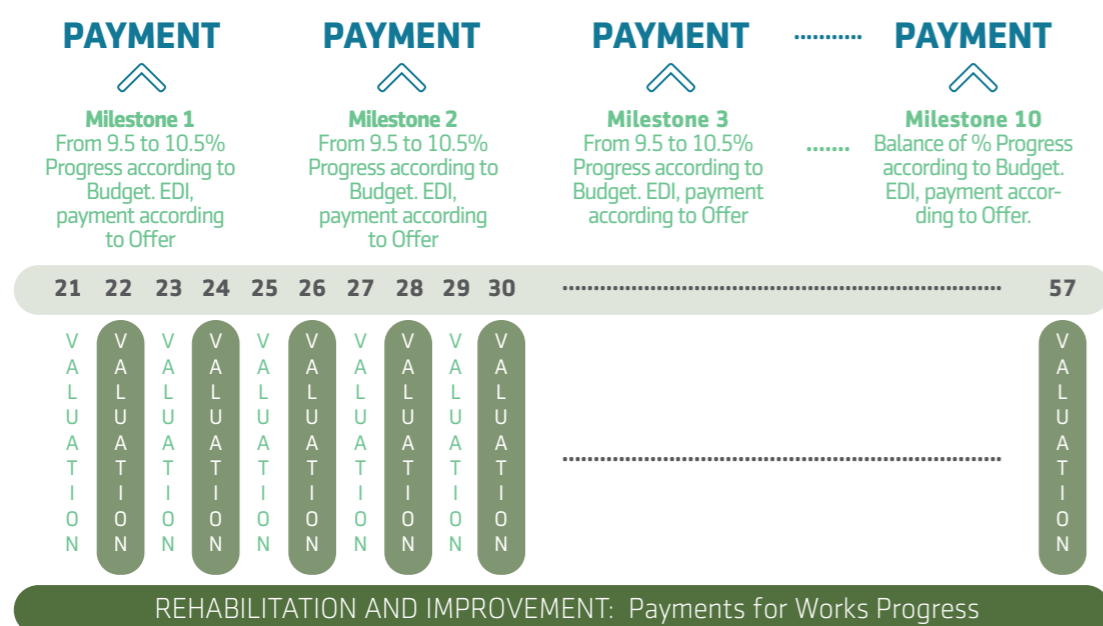 PAYMENT PAYMENT PAYMENT ........... PAYMENT
Milestone 1
From 9.5 to 10.5%
Progress according to
Budget. EDI,
payment according
to Offer
Milestone 2
From 9.5 to 10.5%
Progress according to
Budget. EDI,
payment according
to Offer
Milestone 3
From 9.5 to 10.5%
Progress according to
Budget. EDI, payment
according to Offer
.......
Milestone 10
Balance of % Progress
according to Budget.
EDI, payment accor-
ding to Offer.
21 22 23 24 25 26 27 28 29 30 ................................ 57
VALUATION
VALUATION
VALUATION
VALUATION
VALUATION
VALUATION
VALUATION
VALUATION
VALUATION
VALUATION
................................
VALUATION
REHABILITATION AND IMPROVEMENT: Payments for Works Progress